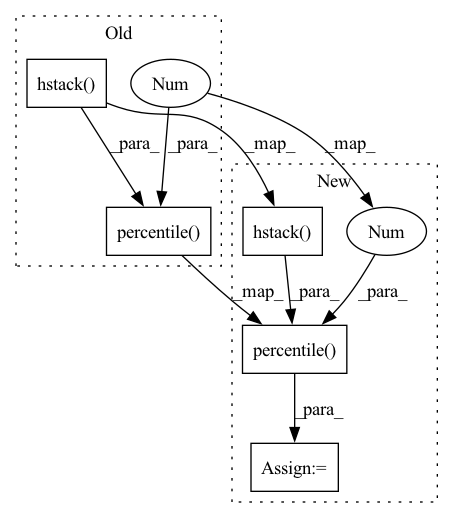 Old
hstack()
Num
_para_
_para_
_map_
_map_
New
percentile()
hstack()
Num
_map_
_para_
_para_
percentile()
_para_
Assign:=